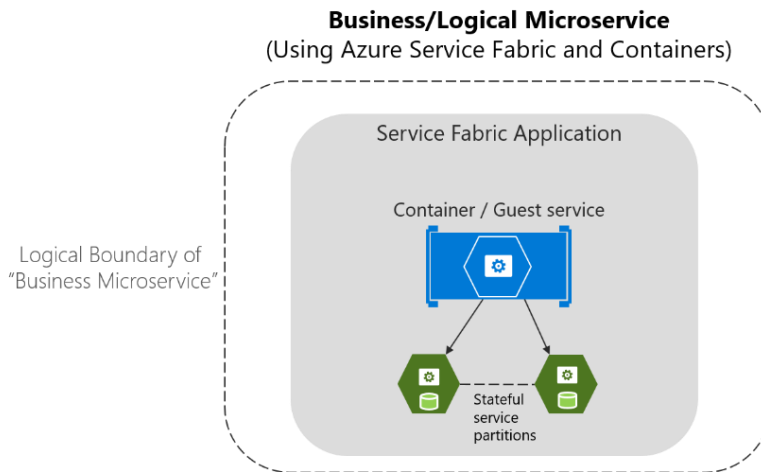 Business/Logical Microservice
(Using Azure Service Fabric and Containers)
Service Fabric Application
Container / Guest service
Logical Boundary of
"Business Microservice"
Stateful
service
partitions